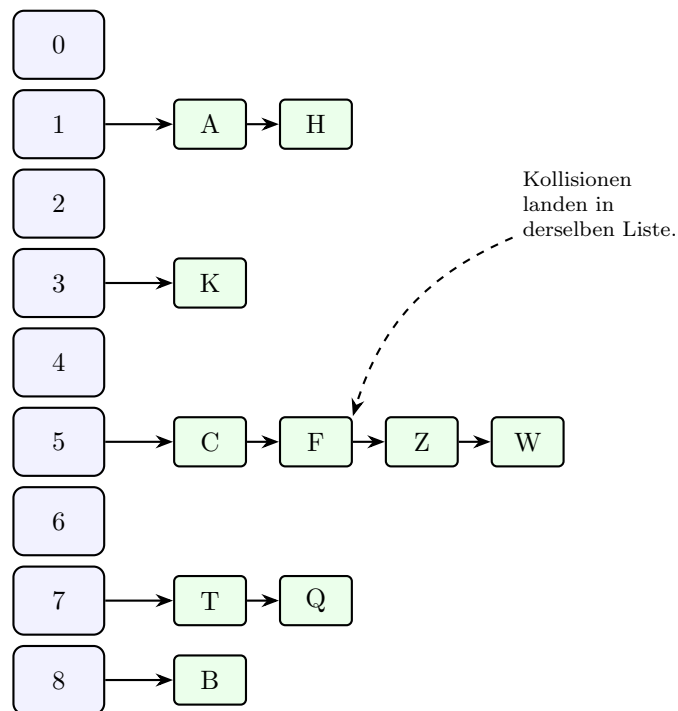 0
1 A H
Kollisionen
landen in
derselben Liste.
2
3 K
4
5 C F Z W
6
7 T Q
8 B